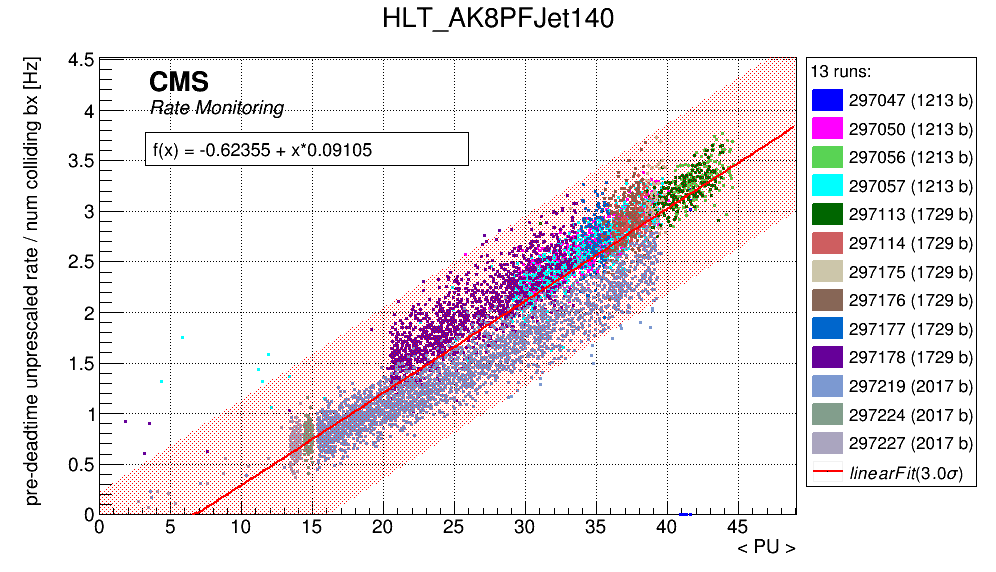 HLT_AK8PFJet140
pre-deadtime unprescaled rate / num colliding bx [Hz]
4.5
4
3.5
3
2.5
2
1.5
1
0.5
0
CMS
Rate Monitoring
f(x) = -0.62355 + x*0.09105
0 5 10 15 20 25 30 35 40 45
< PU >
13 runs:
297047 (1213 b)
297050 (1213 b)
297056 (1213 b)
297057 (1213 b)
297113 (1729 b)
297114 (1729 b)
297175 (1729 b)
297176 (1729 b)
297177 (1729 b)
297178 (1729 b)
297219 (2017 b)
297224 (2017 b)
297227 (2017 b)
linearFit(3.0σ)